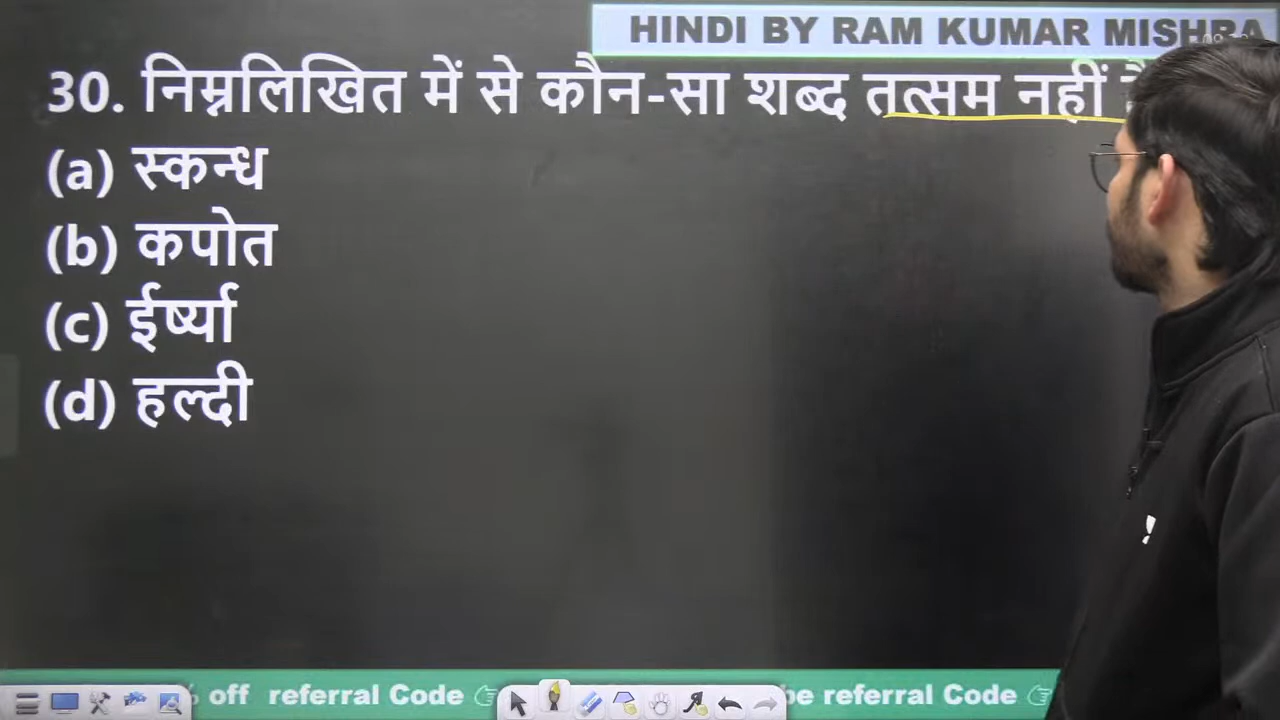 HINDI BY RAM KUMAR MISHRA
30. निम्नलिखित में से कौन-सा शब्द तत्सम नहीं
(a) स्कन्ध
(b) कपोत
(c) ईर्ष्या
(d) हल्दी
% off referral Code
be referral Code